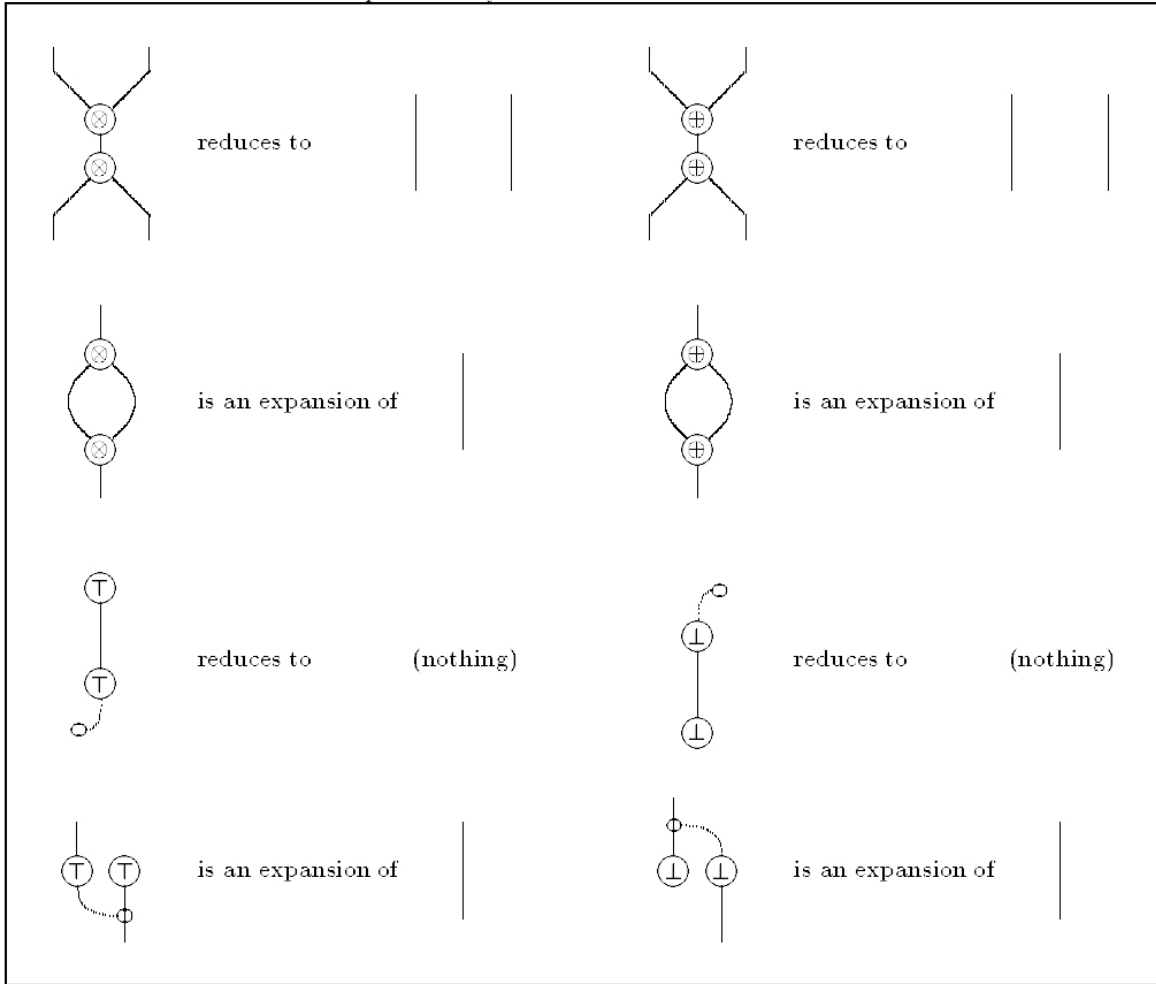 ⊗ ⊗ reduces to
⊕ ⊕ reduces to
⊗ ⊗ is an expansion of
⊕ ⊕ is an expansion of
⊤ ⊤ reduces to (nothing)
⊥ ⊥ reduces to (nothing)
⊤ ⊤ is an expansion of
⊥ ⊥ is an expansion of